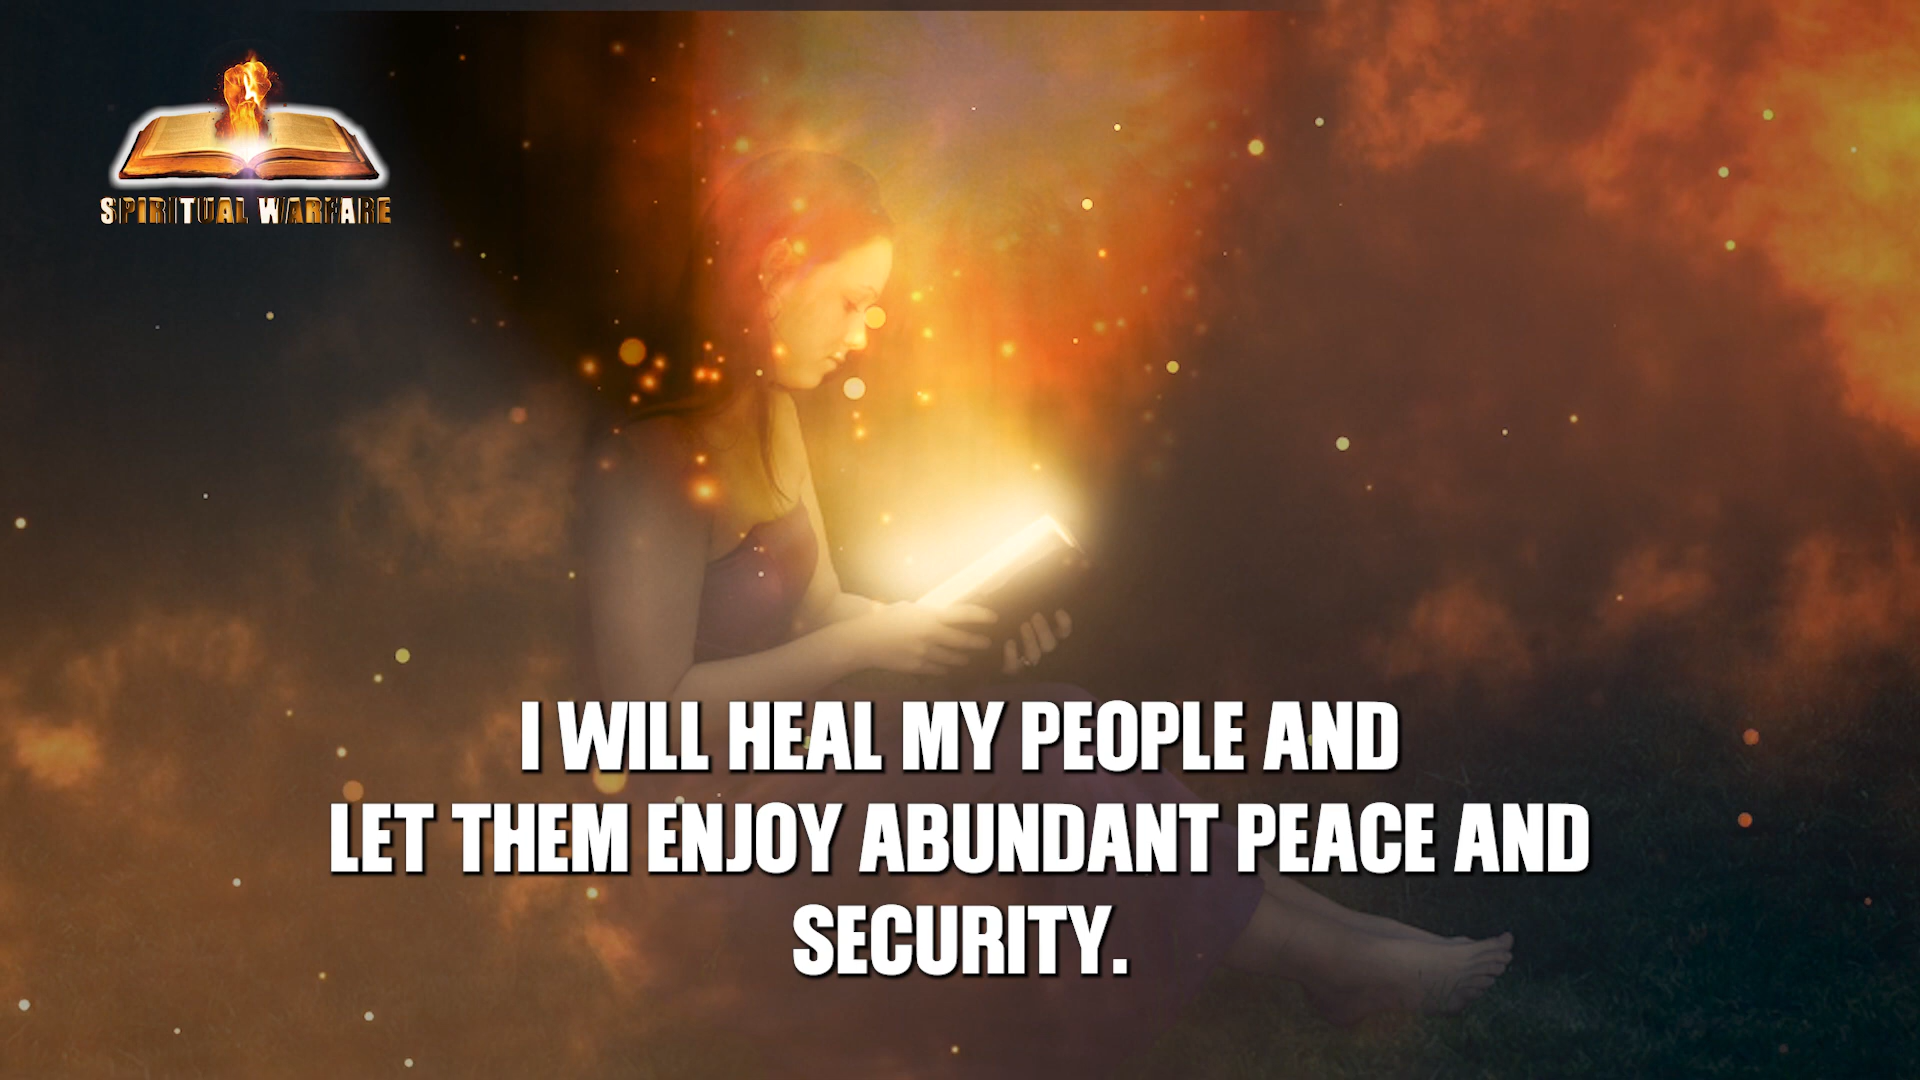 SPIRITUAL WARFARE
I WILL HEAL MY PEOPLE AND
LET THEM ENJOY ABUNDANT PEACE AND
SECURITY.